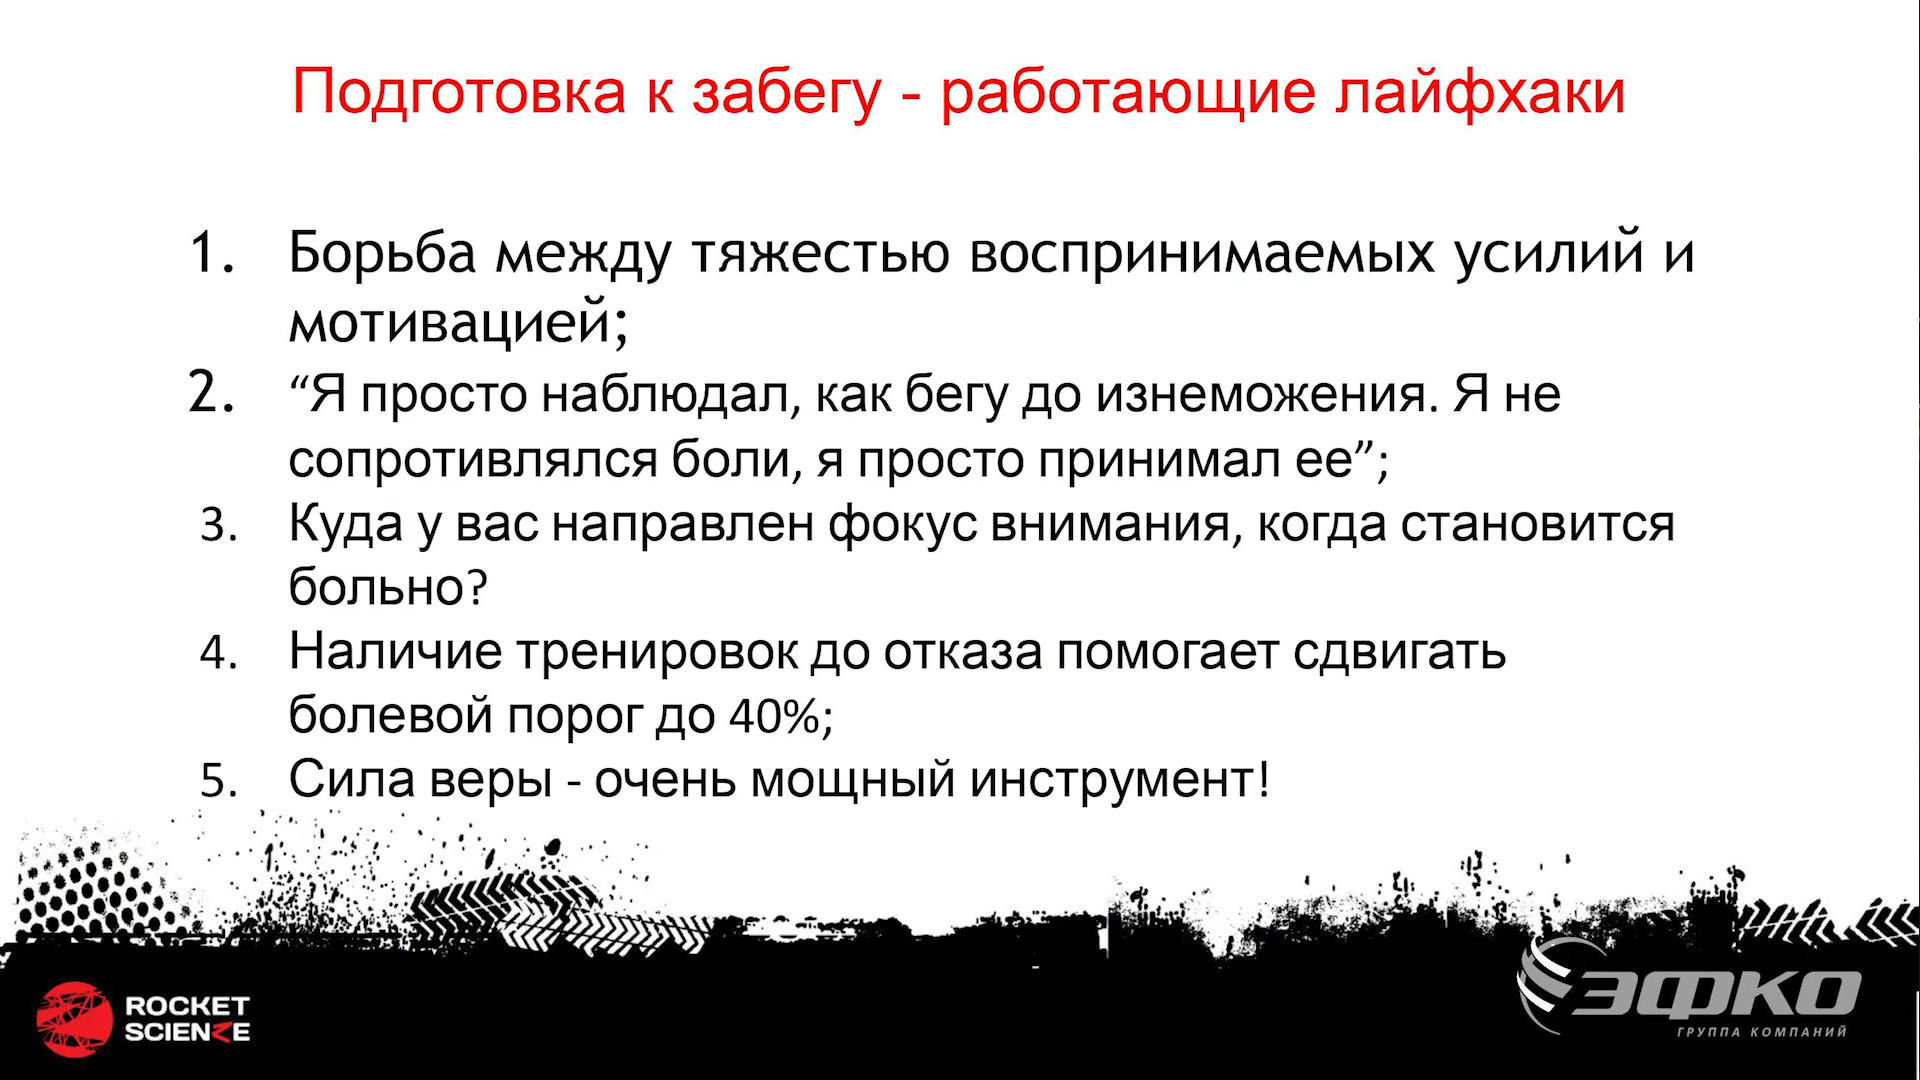 Подготовка к забегу - работающие лайфхаки
1. Борьба между тяжестью воспринимаемых усилий и
мотивацией;
2. “Я просто наблюдал, как бегу до изнеможения. Я не
сопротивлялся боли, я просто принимал ее”;
3. Куда у вас направлен фокус внимания, когда становится
больно?
4. Наличие тренировок до отказа помогает сдвигать
болевой порог до 40%;
5. Сила веры - очень мощный инструмент!
ROCKET
SCIENZE
ЭФКО
ГРУППА КОМПАНИЙ